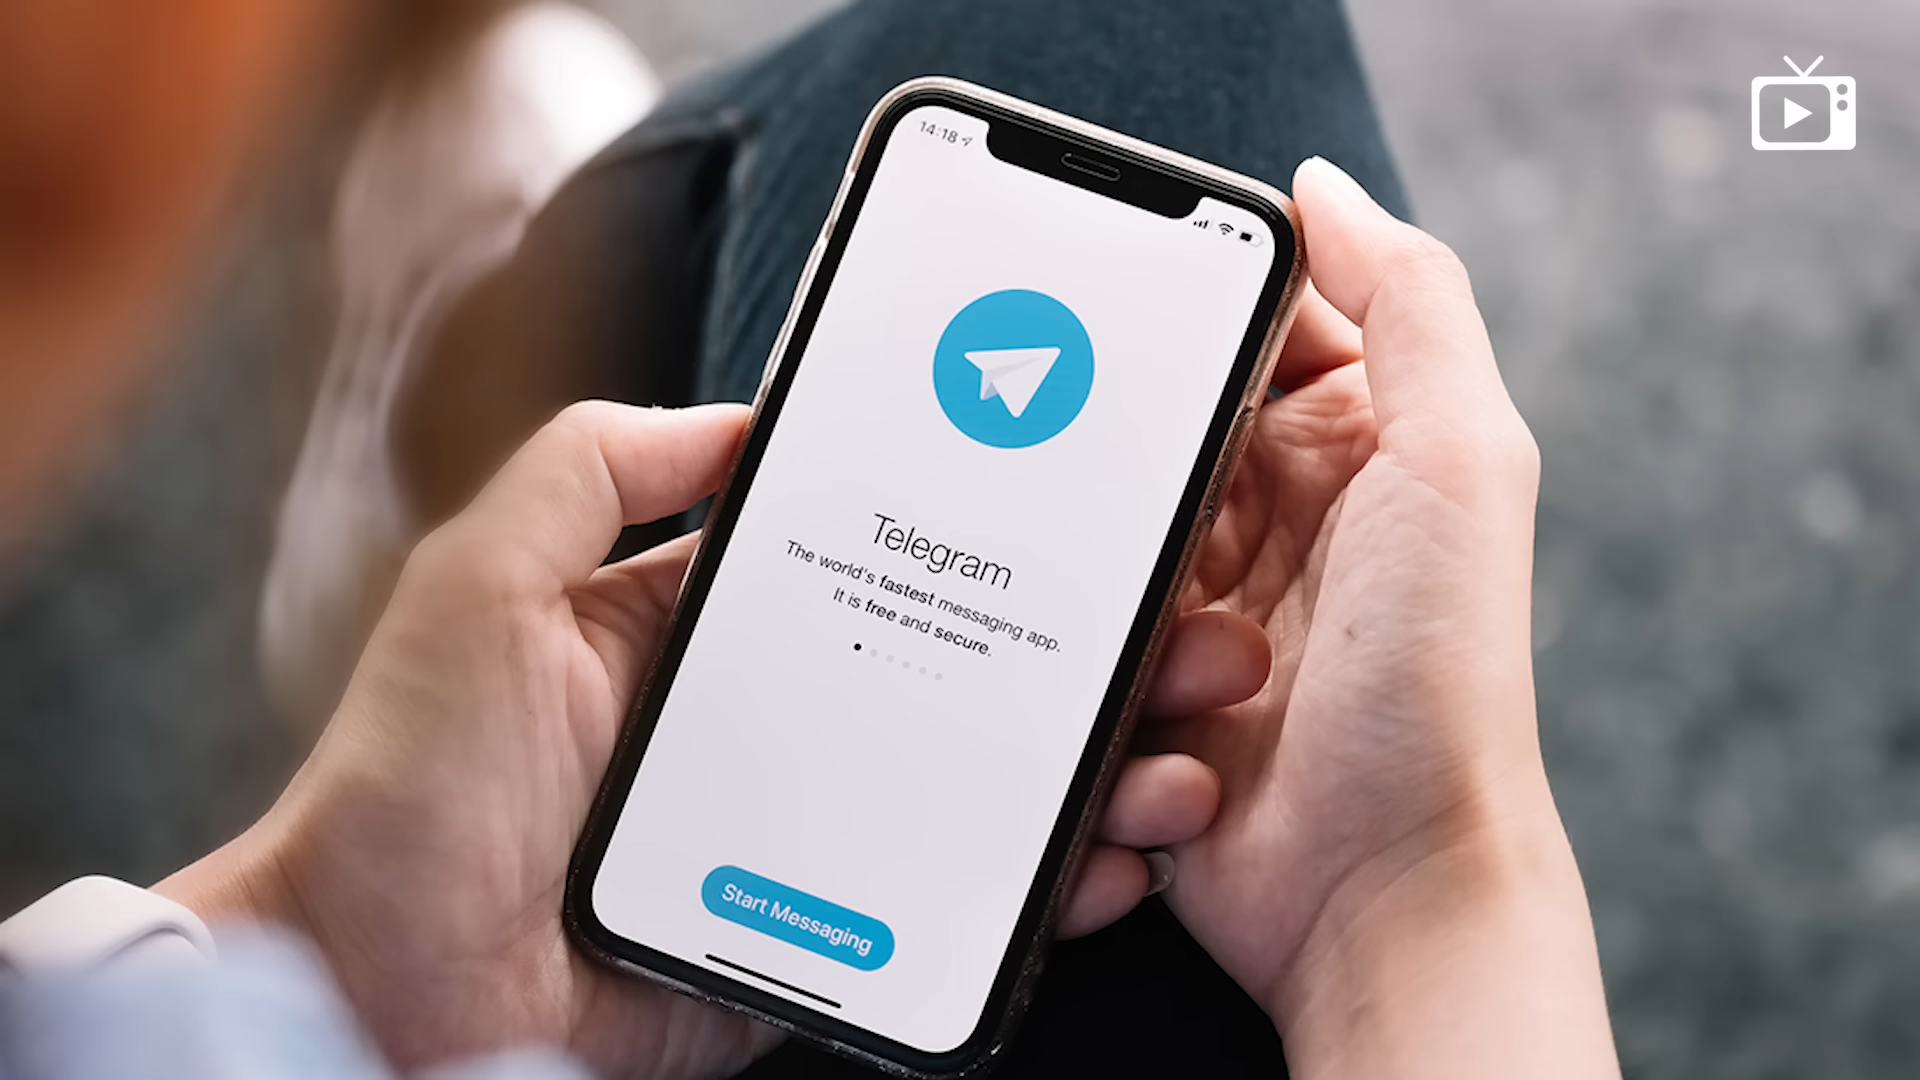 14:18
Telegram
The world's fastest messaging app.
It is free and secure.
Start Messaging